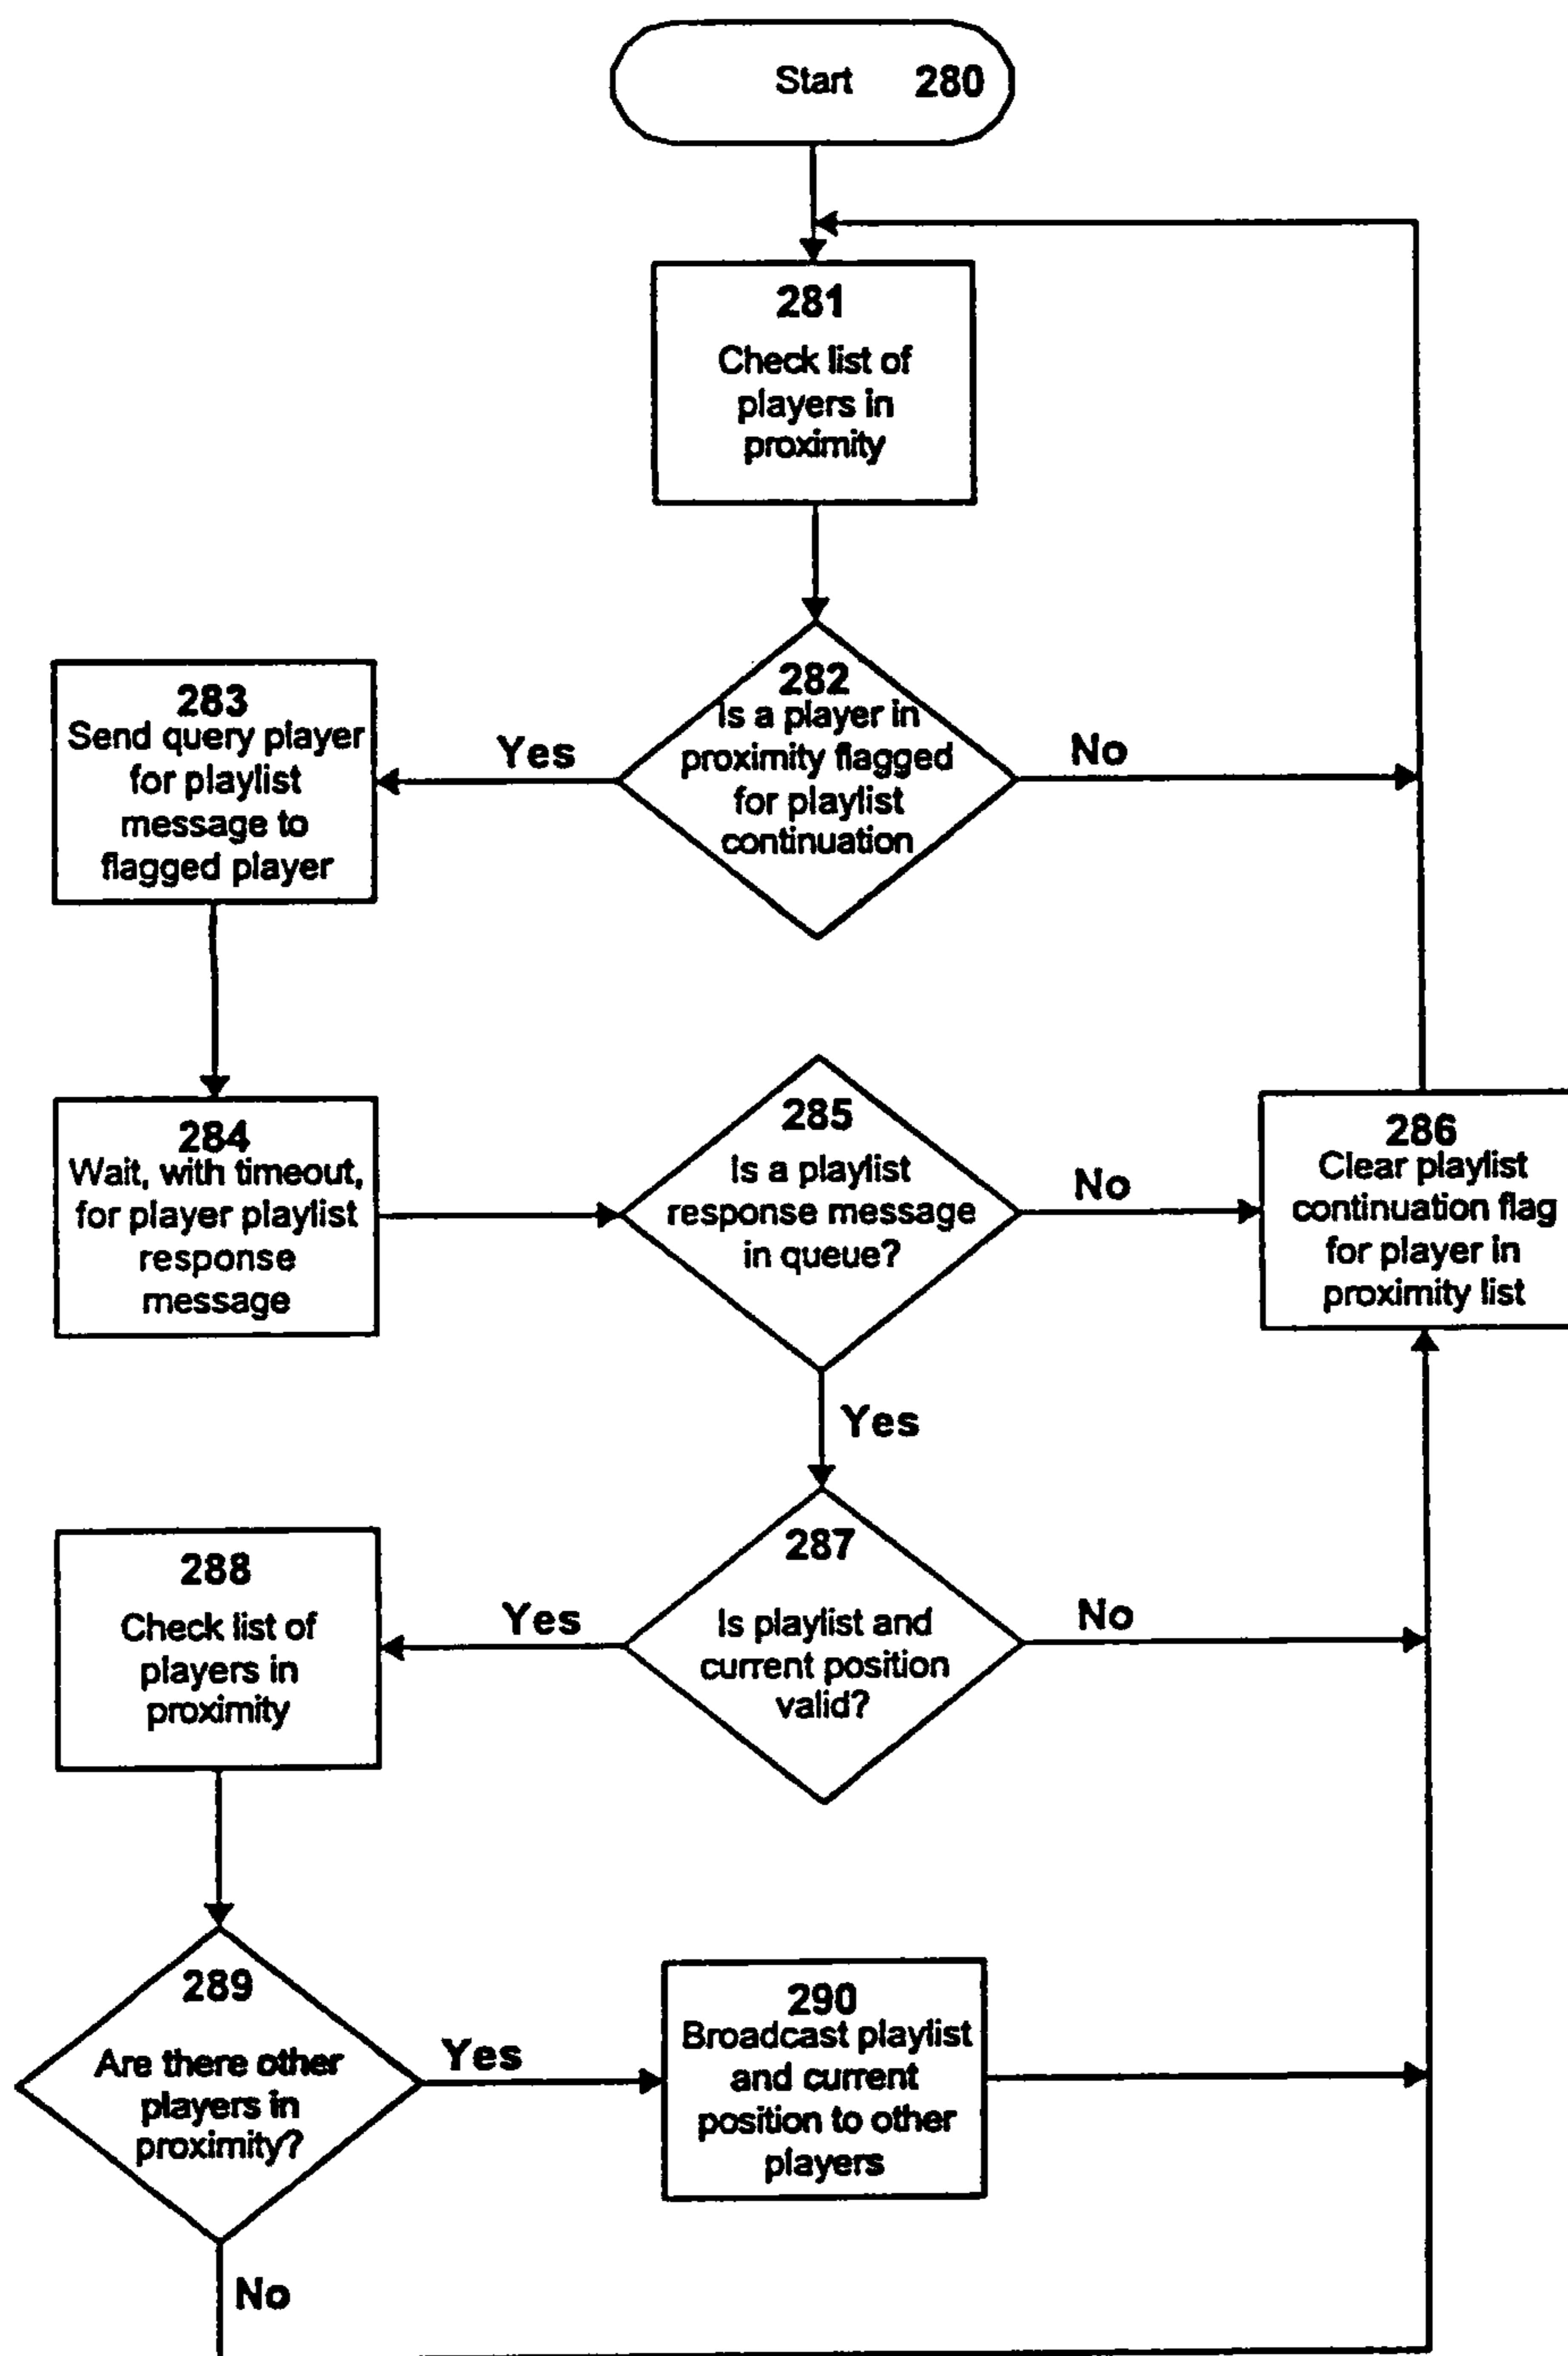 Start 280
281
Check list of
players in
proximity
282
Is a player in
proximity flagged
for playlist
continuation
Yes
No
283
Send query player
for playlist
message to
flagged player
284
Wait, with timeout,
for player playlist
response
message
285
Is a playlist
response message
in queue?
No
Yes
286
Clear playlist
continuation flag
for player in
proximity list
287
Is playlist and
current position
valid?
Yes
No
288
Check list of
players in
proximity
289
Are there other
players in
proximity?
Yes
No
290
Broadcast playlist
and current
position to other
players